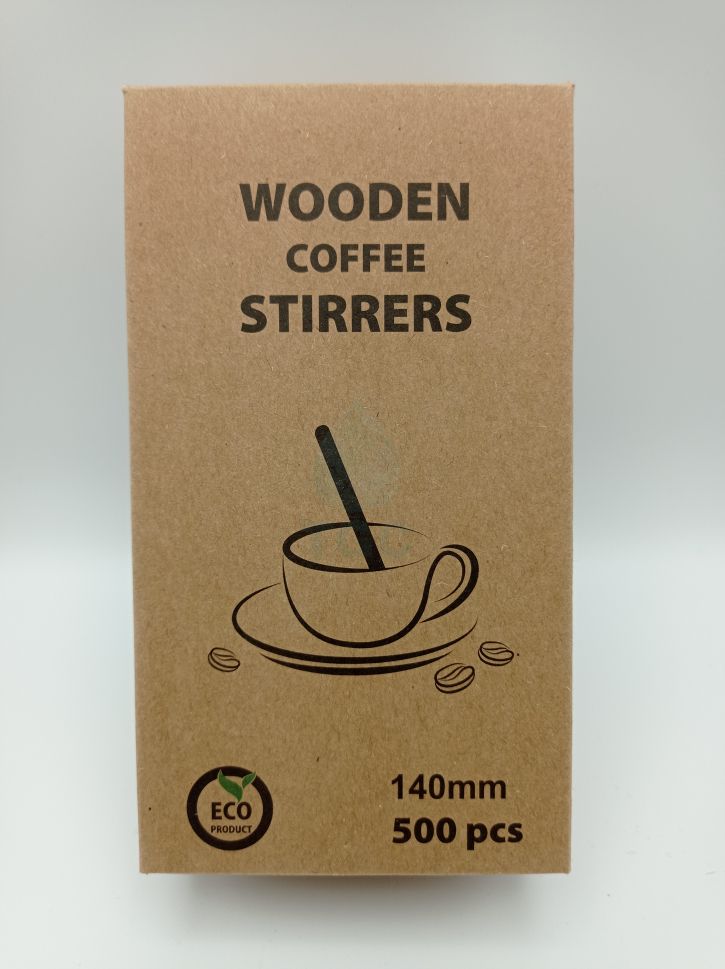 WOODEN
COFFEE
STIRRERS
ECO
PRODUCT
140mm
500 pcs